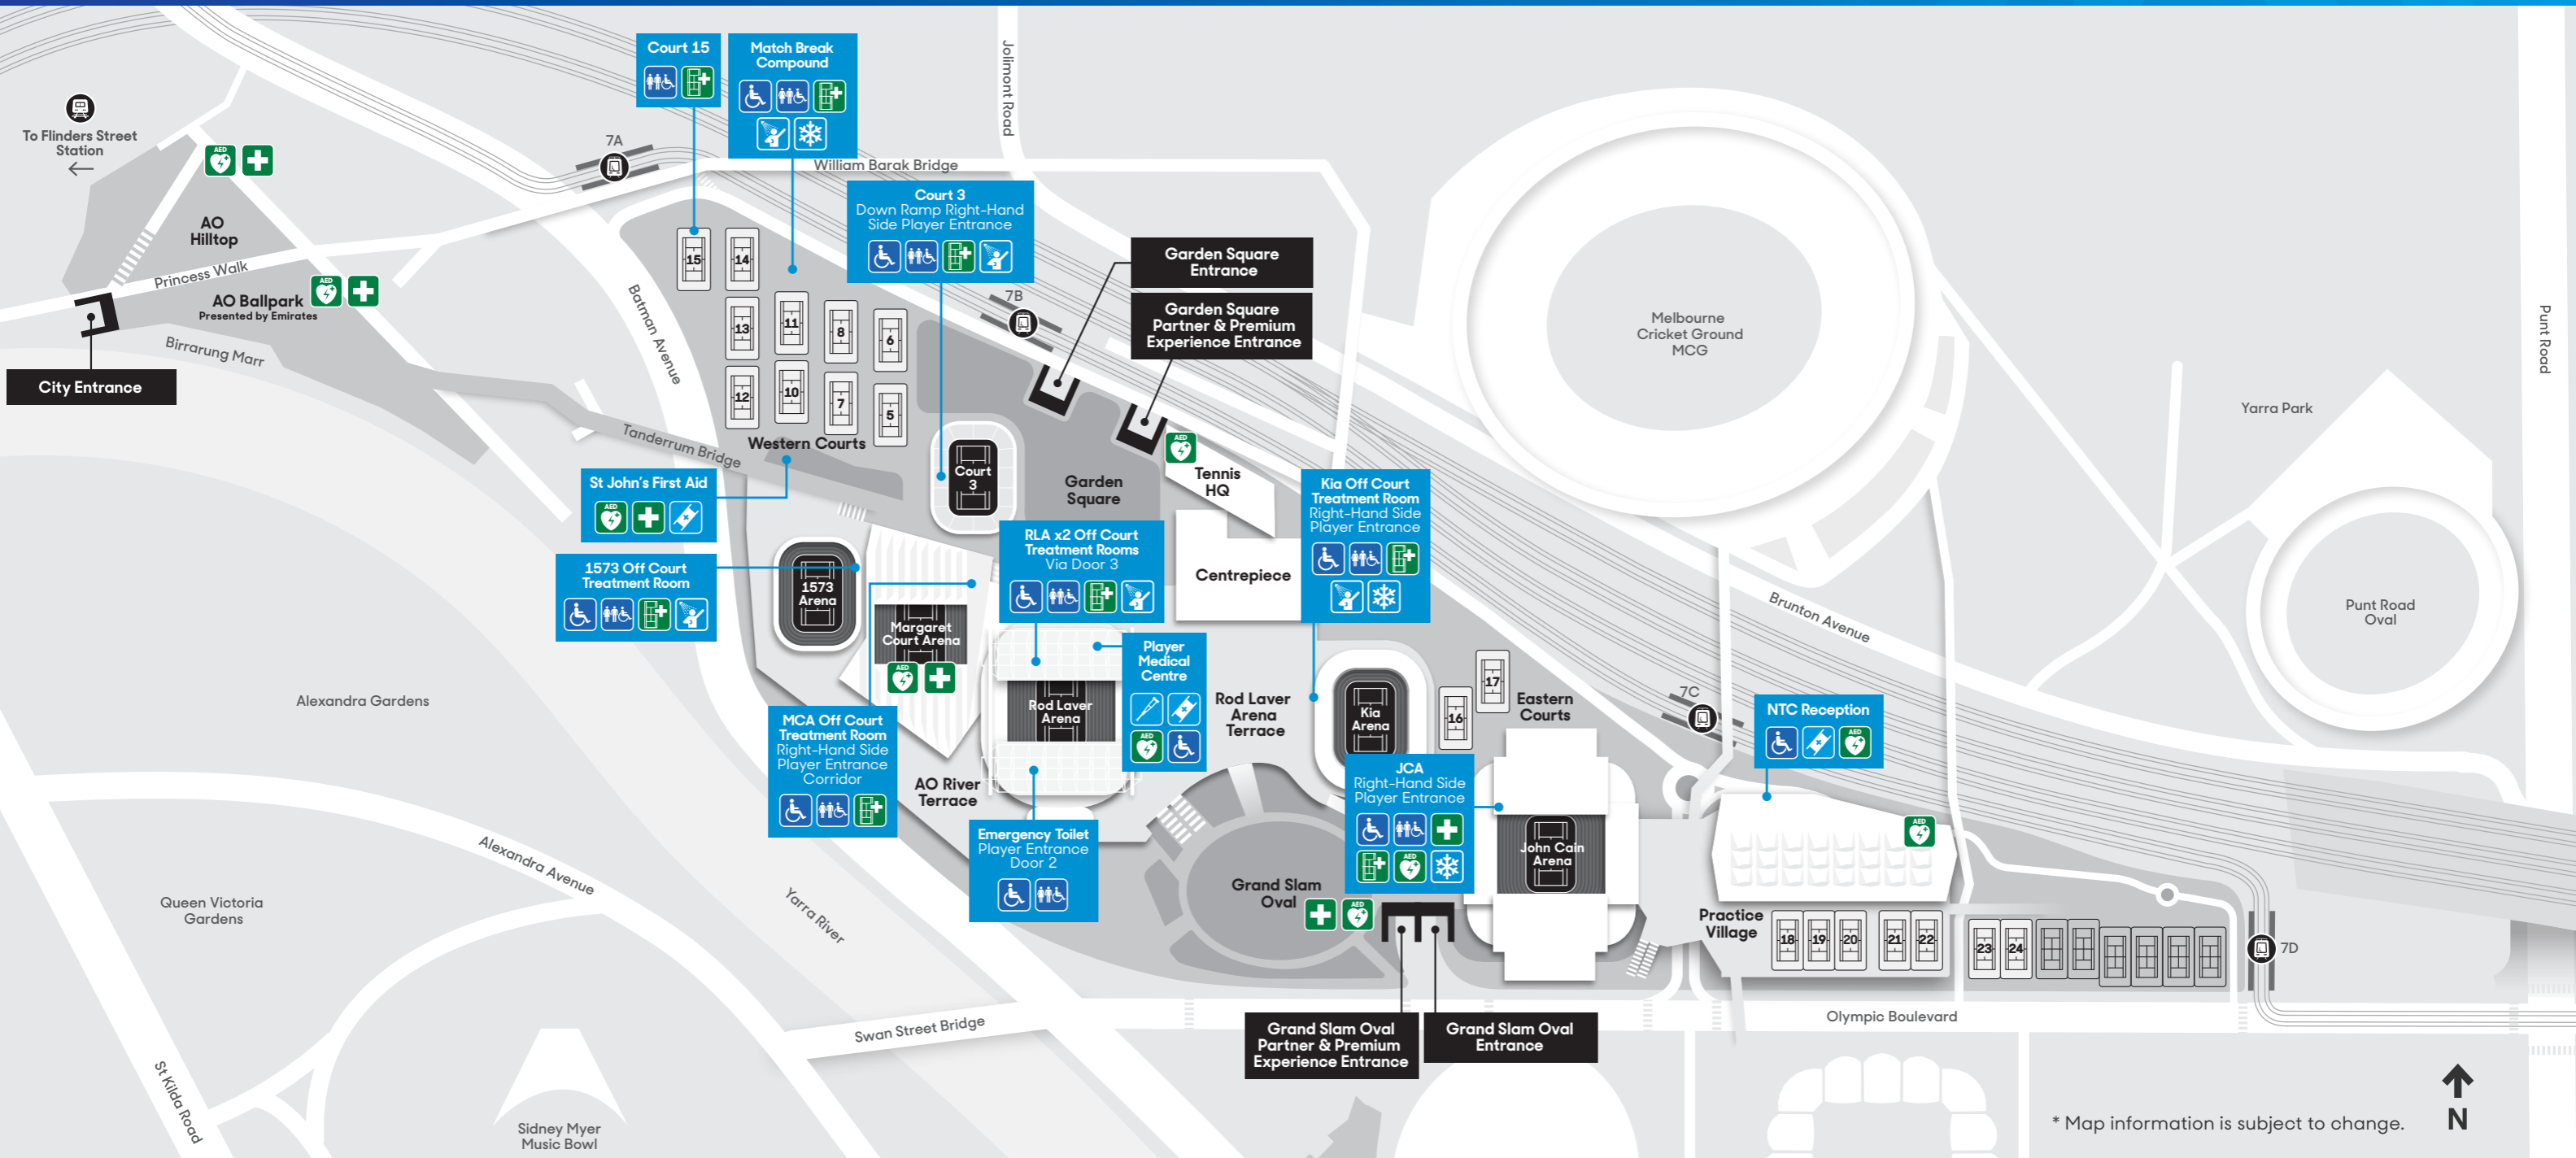 Court 15
Match Break
Compound
Jolimont Road
To Flinders Street
Station
AED
7A
William Barak Bridge
Court 3
Down Ramp Right-Hand
Side Player Entrance
AO
Hilltop
Princess Walk
AO Ballpark
Presented by Emirates
AED
Birrarung Marr
City Entrance
Batman Avenue
15
14
13
11
8
6
12
10
7
5
Western Courts
Tanderrum Bridge
7B
Garden Square
Entrance
Garden Square
Partner & Premium
Experience Entrance
Melbourne
Cricket Ground
MCG
Punt Road
Yarra Park
Punt Road
Oval
AED
Tennis
HQ
Court
3
Garden
Square
St John's First Aid
AED
1573 Off Court
Treatment Room
1573
Arena
Margaret
Court Arena
AED
RLA x2 Off Court
Treatment Rooms
Via Door 3
Centrepiece
Kia Off Court
Treatment Room
Right-Hand Side
Player Entrance
Brunton Avenue
Player
Medical
Centre
AED
Rod Laver
Arena
Rod Laver
Arena
Terrace
Kia
Arena
16
17
Eastern
Courts
7C
NTC Reception
AED
AED
MCA Off Court
Treatment Room
Right-Hand Side
Player Entrance
Corridor
AO River
Terrace
Emergency Toilet
Player Entrance
Door 2
JCA
Right-Hand Side
Player Entrance
AED
John Cain
Arena
Grand Slam
Oval
AED
Practice
Village
18
19
20
21
22
23
24
7D
Alexandra Gardens
Alexandra Avenue
Queen Victoria
Gardens
Yarra River
Swan Street Bridge
Olympic Boulevard
Grand Slam Oval
Partner & Premium
Experience Entrance
Grand Slam Oval
Entrance
St Kilda Road
Sidney Myer
Music Bowl
* Map information is subject to change.
N